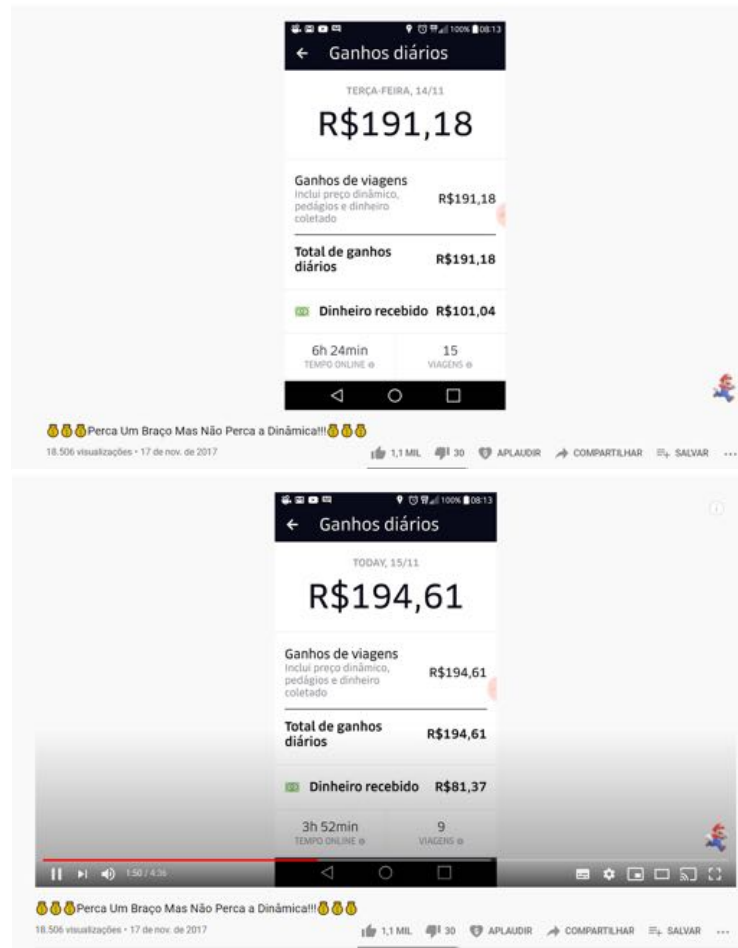 100% 08:13
← Ganhos diários
TERÇA-FEIRA, 14/11
R$191,18
Ganhos de viagens
Inclui preço dinâmico,
pedágios e dinheiro
coletado
R$191,18
Total de ganhos
diários
R$191,18
Dinheiro recebido R$101,04
6h 24min 15
TEMPO ONLINE VIAGENS
💰💰💰Perca Um Braço Mas Não Perca a Dinâmica!!!💰💰💰
18.506 visualizações • 17 de nov. de 2017 1,1 MIL 30 APLAUDIR COMPARTILHAR SALVAR ...
100% 08:13
← Ganhos diários
TODAY, 15/11
R$194,61
Ganhos de viagens
Inclui preço dinâmico,
pedágios e dinheiro
coletado
R$194,61
Total de ganhos
diários
R$194,61
Dinheiro recebido R$81,37
3h 52min 9
TEMPO ONLINE VIAGENS
1:50 / 4:36
💰💰💰Perca Um Braço Mas Não Perca a Dinâmica!!!💰💰💰
18.506 visualizações • 17 de nov. de 2017 1,1 MIL 30 APLAUDIR COMPARTILHAR SALVAR ...